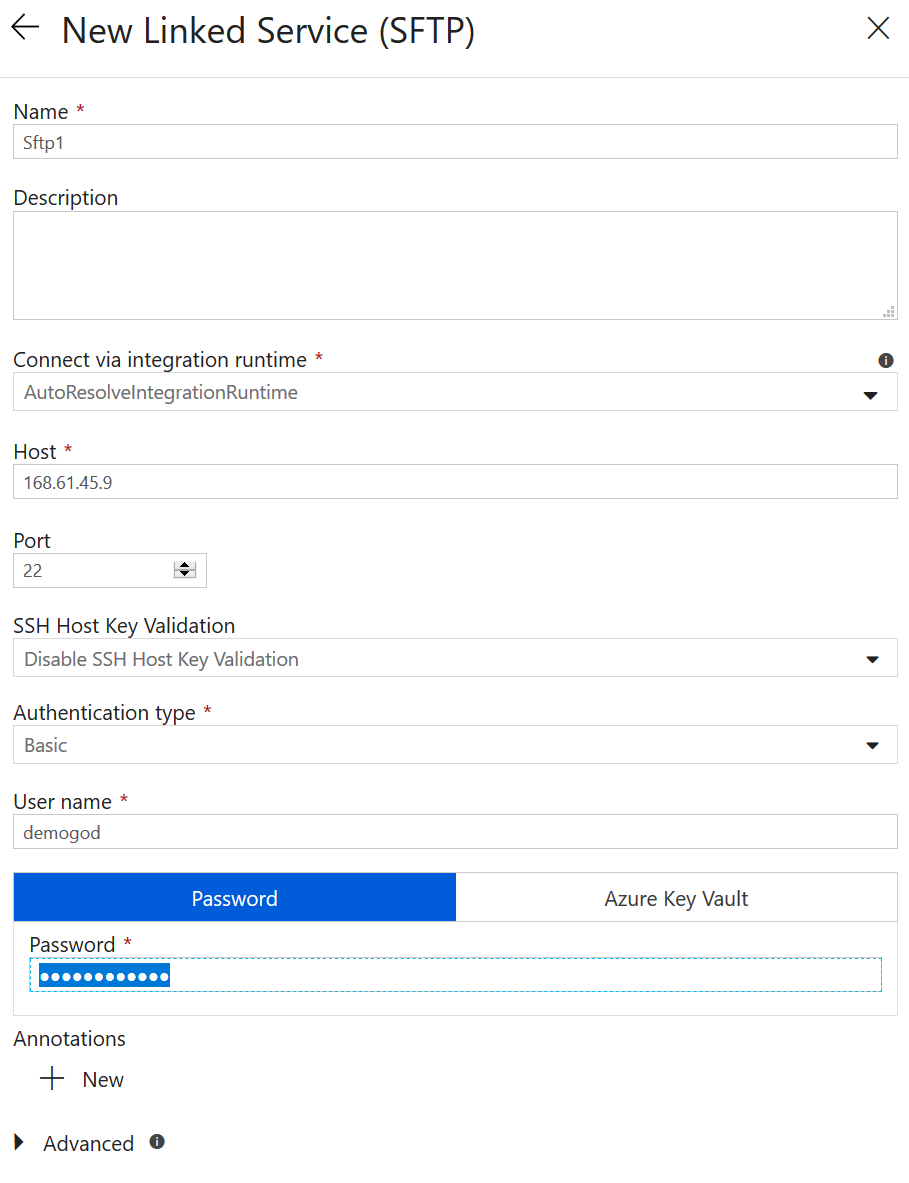 New Linked Service (SFTP)
Name *
Sftp1
Description
Connect via integration runtime *
AutoResolveIntegrationRuntime
Host *
168.61.45.9
Port
22
SSH Host Key Validation
Disable SSH Host Key Validation
Authentication type *
Basic
User name *
demogod
Password Azure Key Vault
Password *
••••••••••••
Annotations
New
Advanced